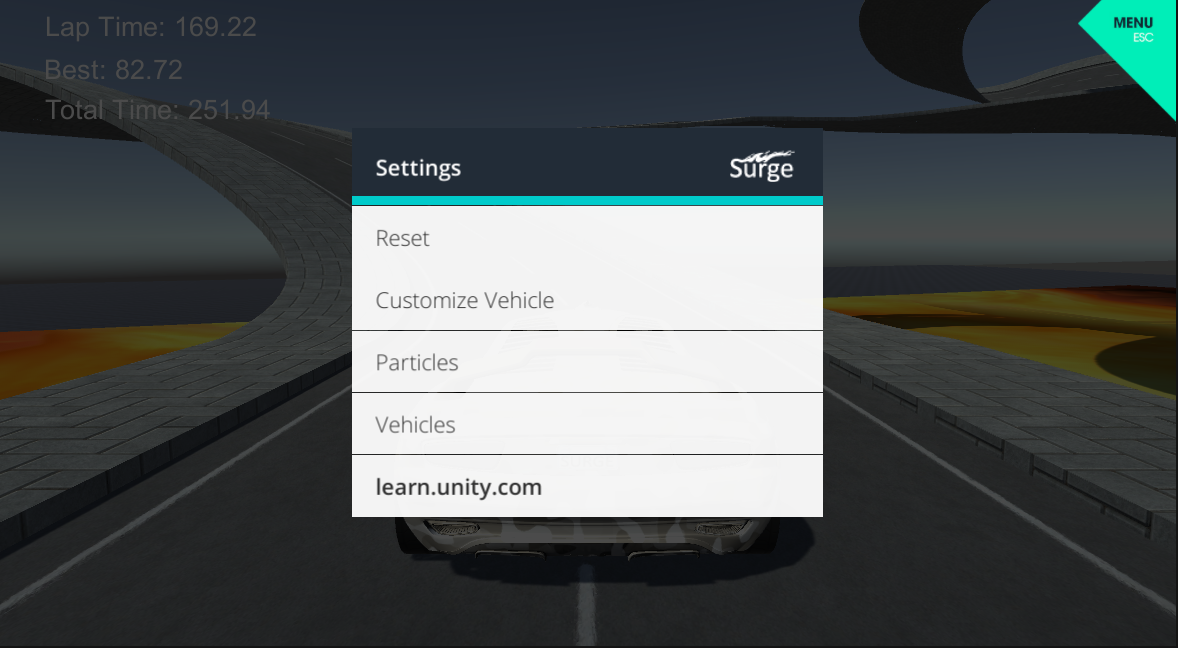 Lap Time: 169.22
Best: 82.72
Total Time: 251.94
MENU
ESC
Settings
Surge
Reset
Customize Vehicle
Particles
Vehicles
learn.unity.com